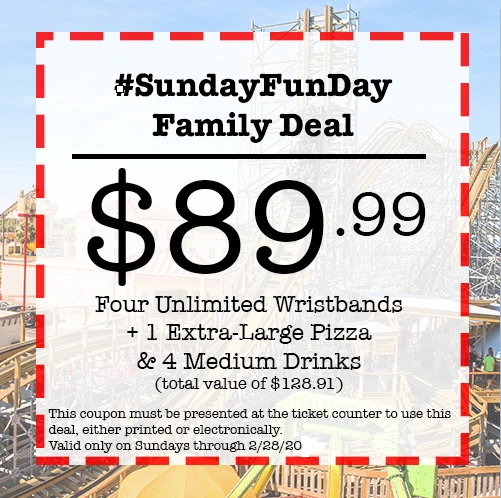 #SundayFunDay
Family Deal
$89.99
Four Unlimited Wristbands
+ 1 Extra-Large Pizza
& 4 Medium Drinks
(total value of $128.91)
This coupon must be presented at the ticket counter to use this
deal, either printed or electronically.
Valid only on Sundays through 2/28/20